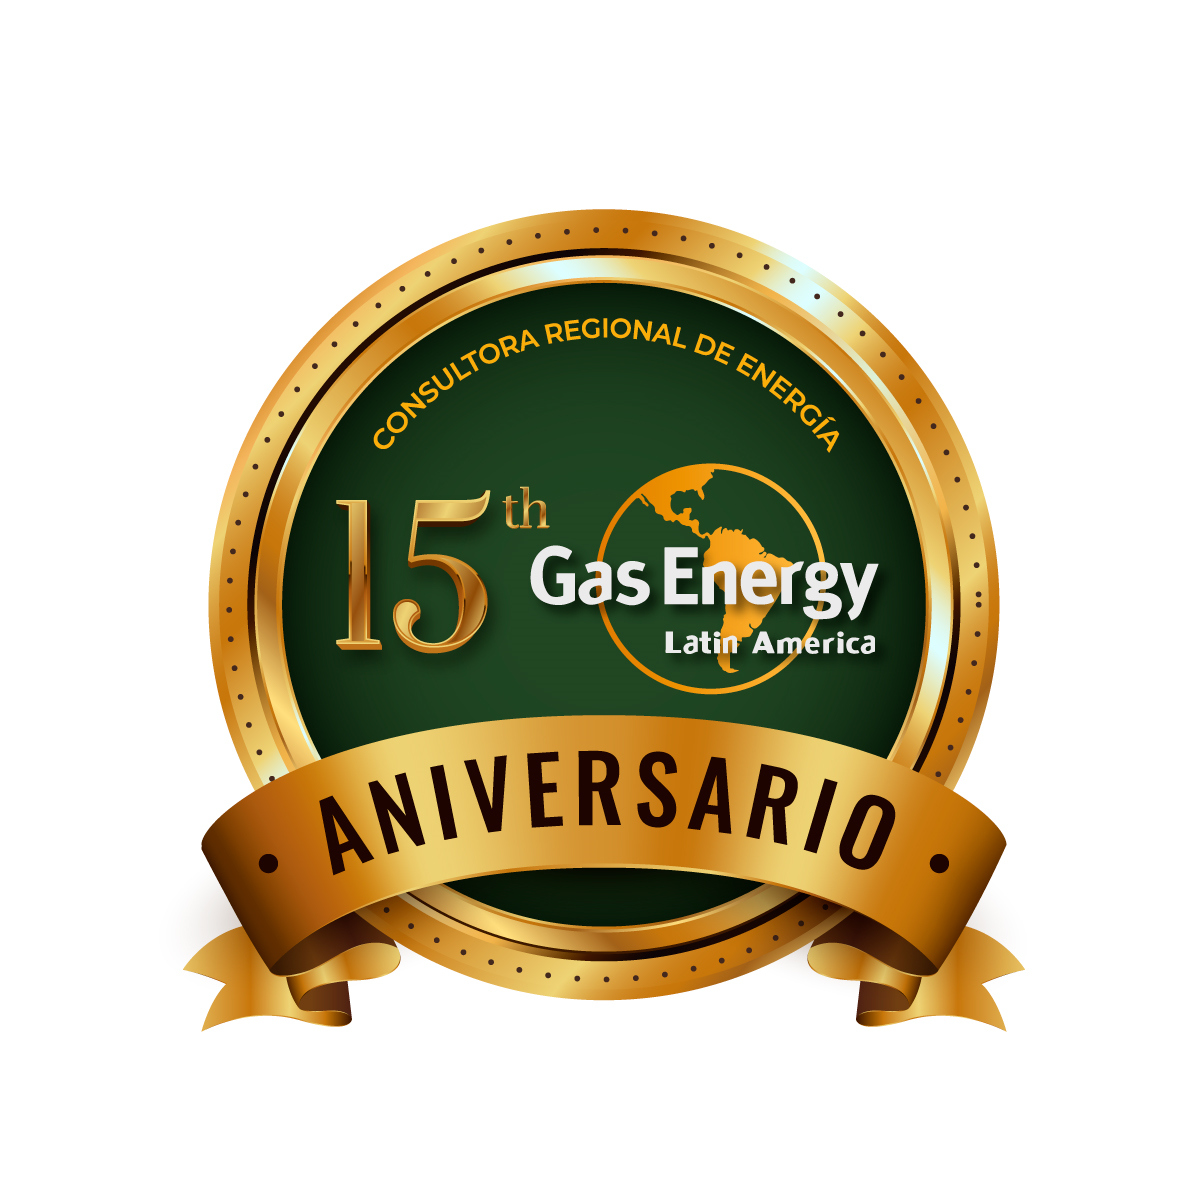 CONSULTORA REGIONAL DE ENERGÍA
15th
Gas Energy
Latin America
• ANIVERSARIO •